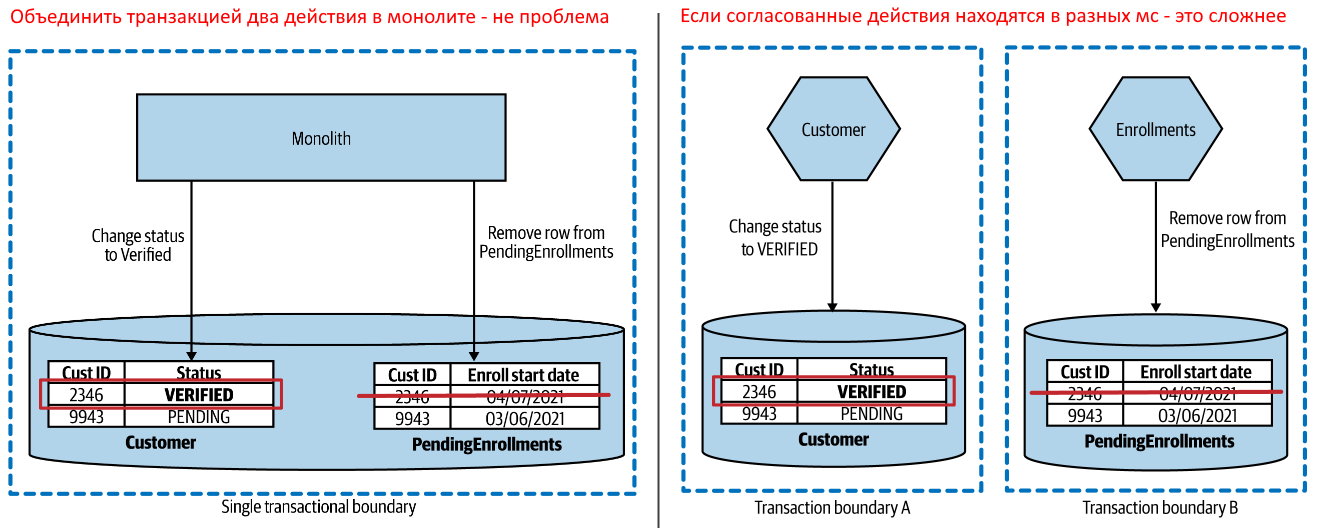 Объединить транзакцией два действия в монолите - не проблема
Monolith
Change status
to Verified
Remove row from
PendingEnrollments
Cust ID Status
2346 VERIFIED
9943 PENDING
Customer
Cust ID Enroll start date
2346 04/07/2021
9943 03/06/2021
PendingEnrollments
Single transactional boundary
Если согласованные действия находятся в разных мс - это сложнее
Customer
Change status
to VERIFIED
Cust ID Status
2346 VERIFIED
9943 PENDING
Customer
Transaction boundary A
Enrollments
Remove row from
PendingEnrollments
Cust ID Enroll start date
2346 04/07/2021
9943 03/06/2021
PendingEnrollments
Transaction boundary B